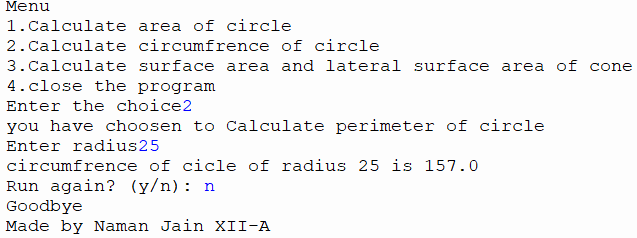 Menu
1.Calculate area of circle
2.Calculate circumfrence of circle
3.Calculate surface area and lateral surface area of cone
4.close the program
Enter the choice2
you have choosen to Calculate perimeter of circle
Enter radius25
circumfrence of cicle of radius 25 is 157.0
Run again? (y/n): n
Goodbye
Made by Naman Jain XII-A